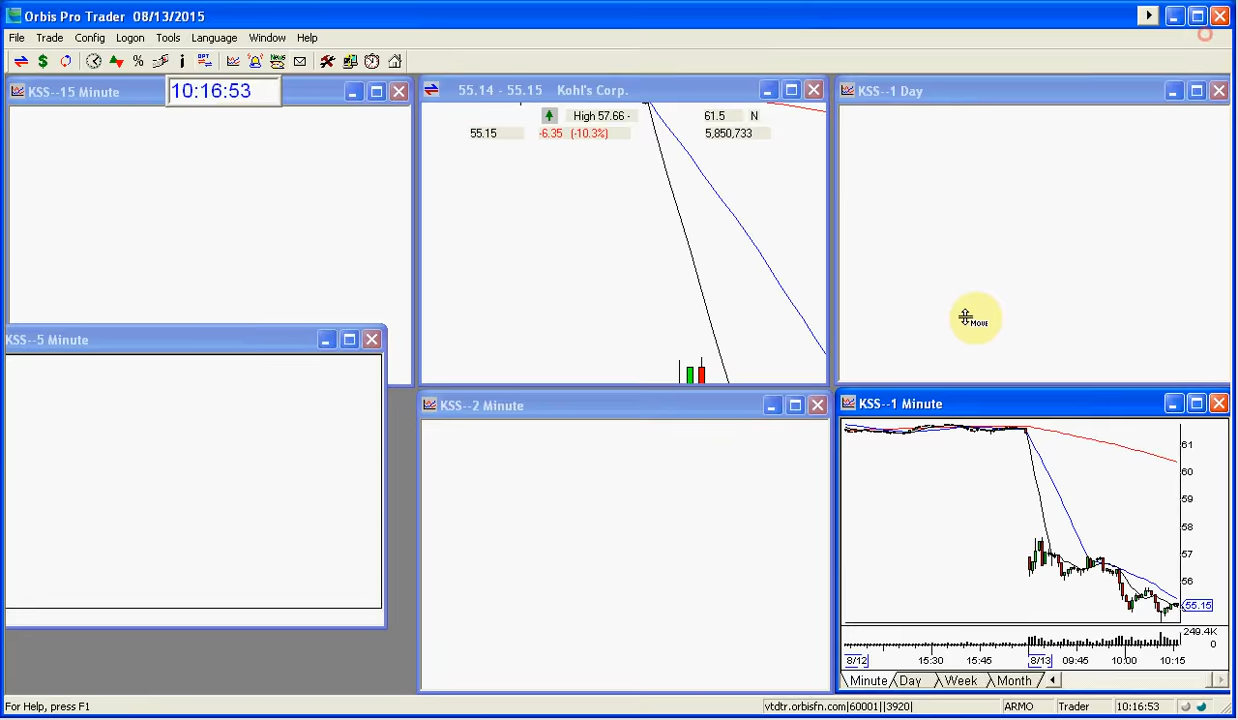 Orbis Pro Trader 08/13/2015
File Trade Config Logon Tools Language Window Help
$ % i OPT News
KSS--15 Minute
10:16:53
55.14 - 55.15 Kohl's Corp.
High 57.66 - 61.5 N
55.15 -6.35 (-10.3%) 5,850,733
KSS--1 Day
MOVE
KSS--5 Minute
KSS--2 Minute
KSS--1 Minute
61
60
59
58
57
56
55.15
249.4K
0
8/12 15:30 15:45 8/13 09:45 10:00 10:15
Minute Day Week Month
For Help, press F1
vtdtr.orbisfn.com|60001||3920| ARMO Trader 10:16:53